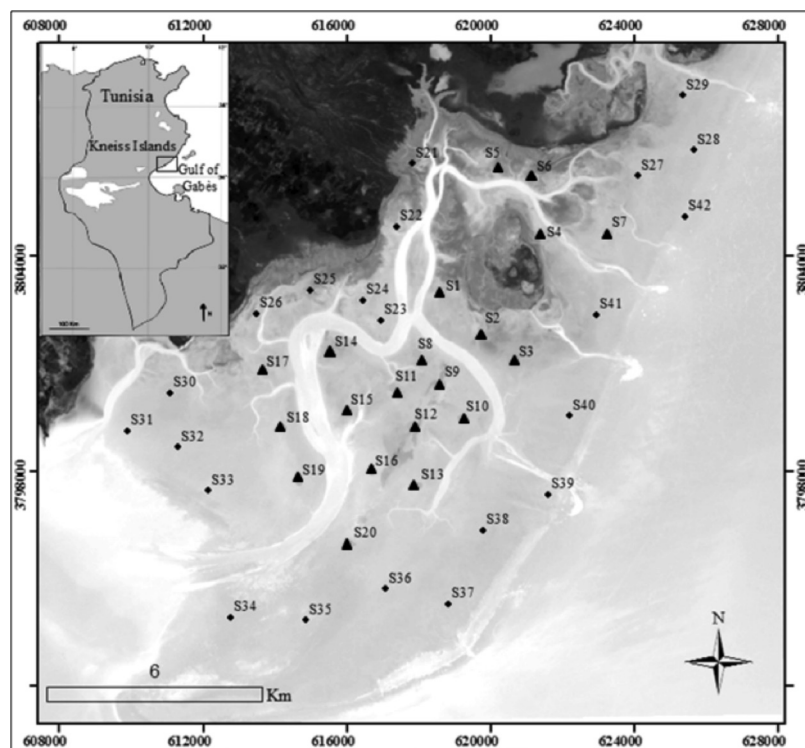 608000 612000 616000 620000 624000 628000
Tunisia
Kneiss Islands
Gulf of
Gabès
100 Km
N
S29
S28
S21
S5
S6
S27
S42
S22
S4
S7
3804000
3804000
S25
S24
S1
S26
S23
S41
S2
S14
S8
S3
S17
S9
S30
S11
S15
S10
S40
S31
S18
S12
S32
S16
3798000
3798000
S19
S13
S33
S39
S38
S20
S36
S37
S34
S35
N
6
Km
608000 612000 616000 620000 624000 628000